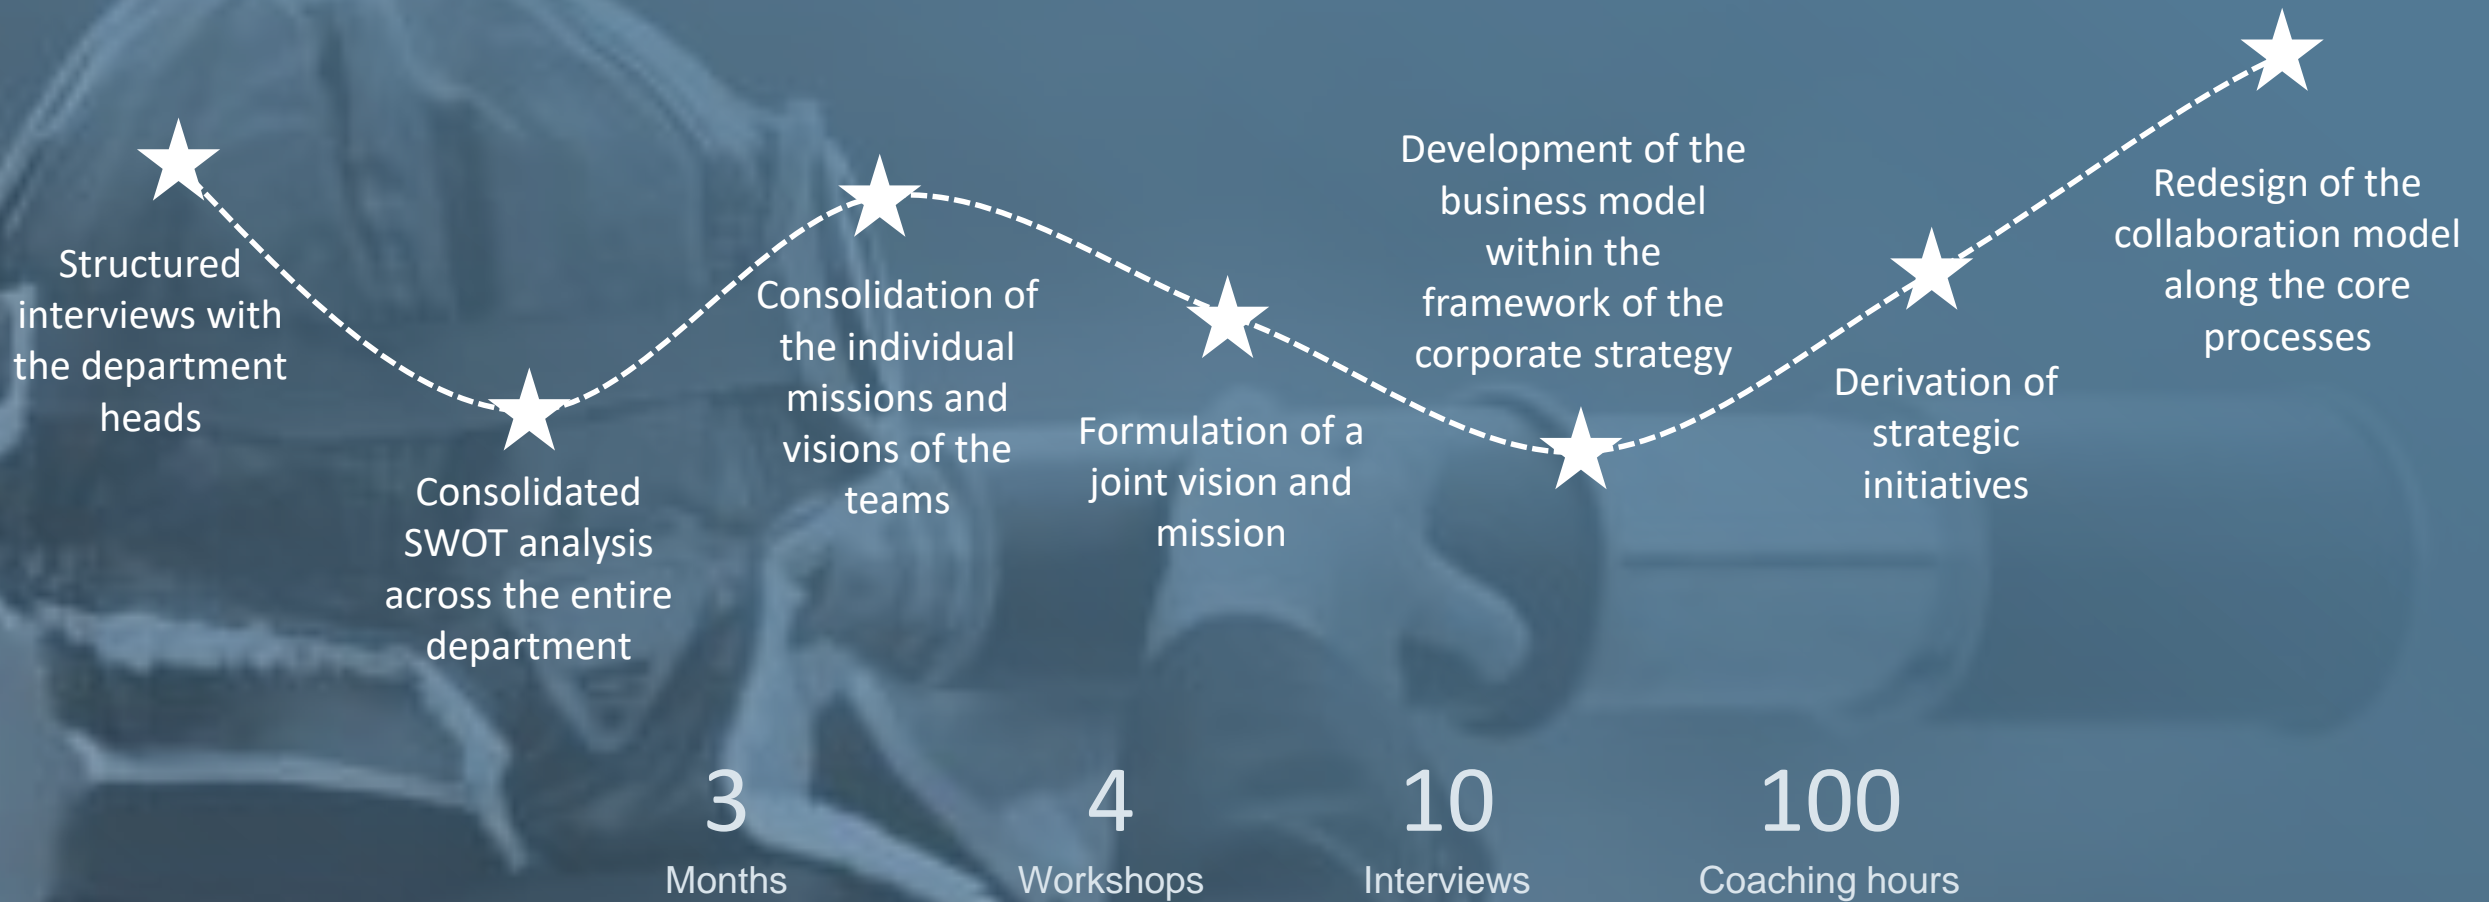 Structured
interviews with
the department
heads
Consolidated
SWOT analysis
across the entire
department
Consolidation of
the individual
missions and
visions of the
teams
Formulation of a
joint vision and
mission
Development of the
business model
within the
framework of the
corporate strategy
Derivation of
strategic
initiatives
Redesign of the
collaboration model
along the core
processes
3
Months
4
Workshops
10
Interviews
100
Coaching hours